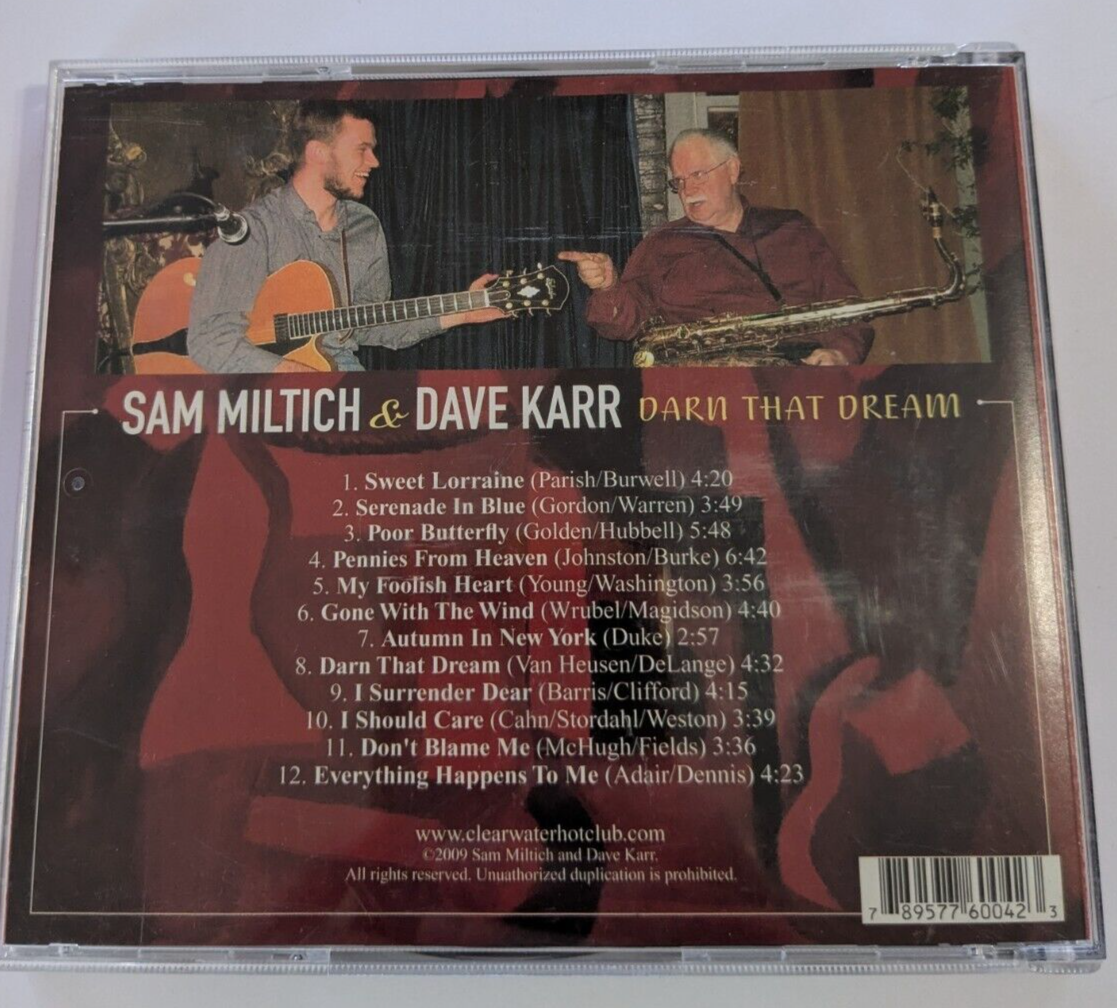 SAM MILTICH & DAVE KARR DARN THAT DREAM
1. Sweet Lorraine (Parish/Burwell) 4:20
2. Serenade In Blue (Gordon/Warren) 3:49
3. Poor Butterfly (Golden/Hubbell) 5:48
4. Pennies From Heaven (Johnston/Burke) 6:42
5. My Foolish Heart (Young/Washington) 3:56
6. Gone With The Wind (Wrubel/Magidson) 4:40
7. Autumn In New York (Duke) 2:57
8. Darn That Dream (Van Heusen/DeLange) 4:32
9. I Surrender Dear (Barris/Clifford) 4:15
10. I Should Care (Cahn/Stordahl/Weston) 3:39
11. Don't Blame Me (McHugh/Fields) 3:36
12. Everything Happens To Me (Adair/Dennis) 4:23
www.clearwaterhotclub.com
©2009 Sam Miltich and Dave Karr.
All rights reserved. Unuathorized duplication is prohibited.
7 89577 60042 3